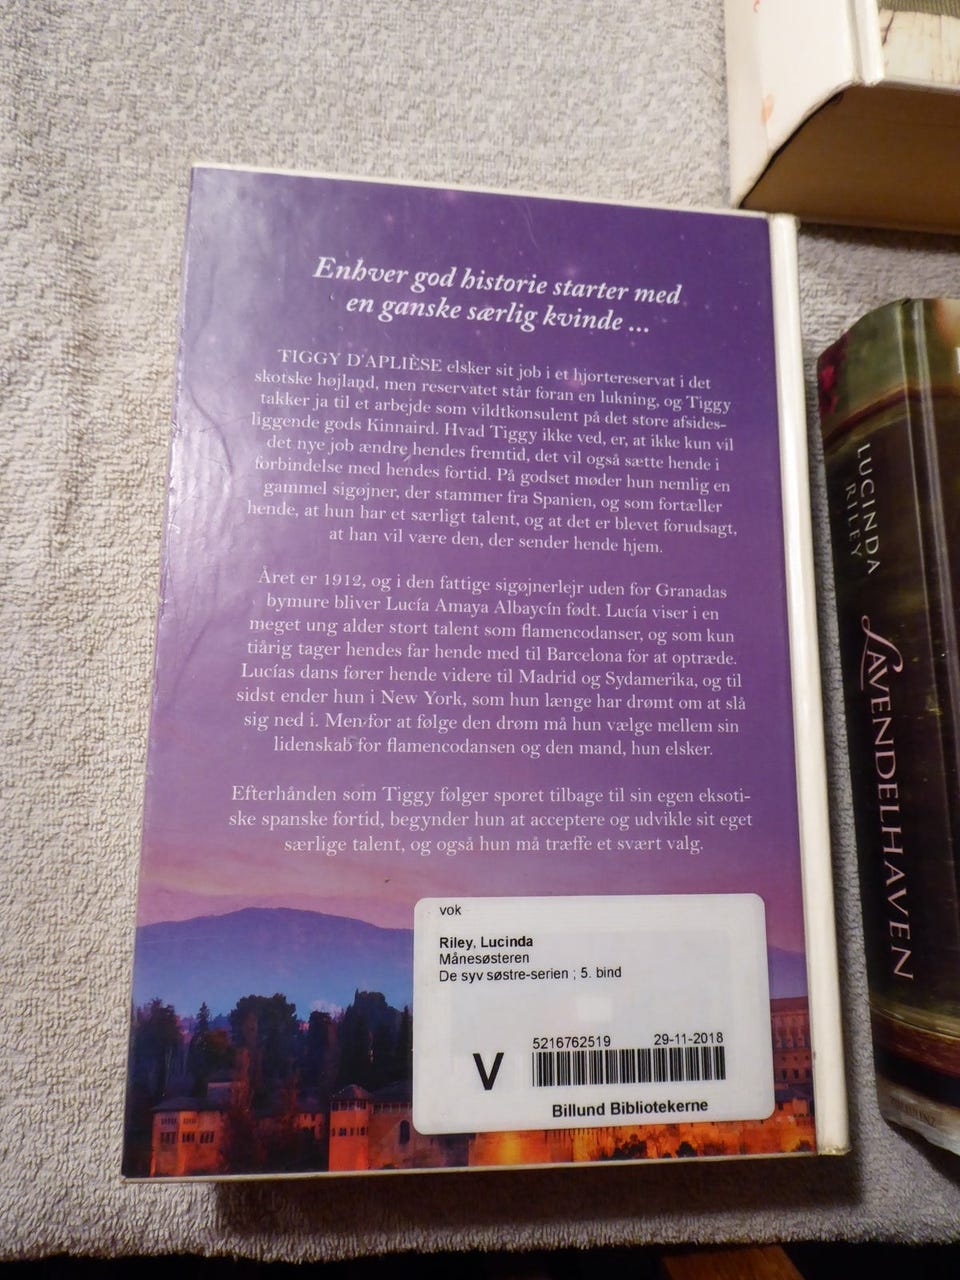 Enhver god historie starter med
en ganske særlig kvinde ...
TIGGY D'APLIÈSE elsker sit job i et hjortereservat i det
skotske højland, men reservatet står foran en lukning, og Tiggy
takker ja til et arbejde som vildtkonsulent på det store afsides-
liggende gods Kinnaird. Hvad Tiggy ikke ved, er, at ikke kun vil
det nye job ændre hendes fremtid, det vil også sætte hende i
forbindelse med hendes fortid. På godset møder hun nemlig en
gammel sigøjner, der stammer fra Spanien, og som fortæller
hende, at hun har et særligt talent, og at det er blevet forudsagt,
at han vil være den, der sender hende hjem.
Året er 1912, og i den fattige sigøjnerlejr uden for Granadas
bymure bliver Lucía Amaya Albaycín født. Lucía viser i en
meget ung alder stort talent som flamencodanser, og som kun
tiårig tager hendes far hende med til Barcelona for at optræde.
Lucías dans fører hende videre til Madrid og Sydamerika, og til
sidst ender hun i New York, som hun længe har drømt om at slå
sig ned i. Men for at følge den drøm må hun vælge mellem sin
lidenskab for flamencodansen og den mand, hun elsker.
Efterhånden som Tiggy følger sporet tilbage til sin egen eksoti-
ske spanske fortid, begynder hun at acceptere og udvikle sit eget
særlige talent, og også hun må træffe et svært valg.
vok
Riley, Lucinda
Månesøsteren
De syv søstre-serien ; 5. bind
5216762519 29-11-2018
V
Billund Bibliotekerne
LUCINDA
RILEY
LAVENDELHAVEN